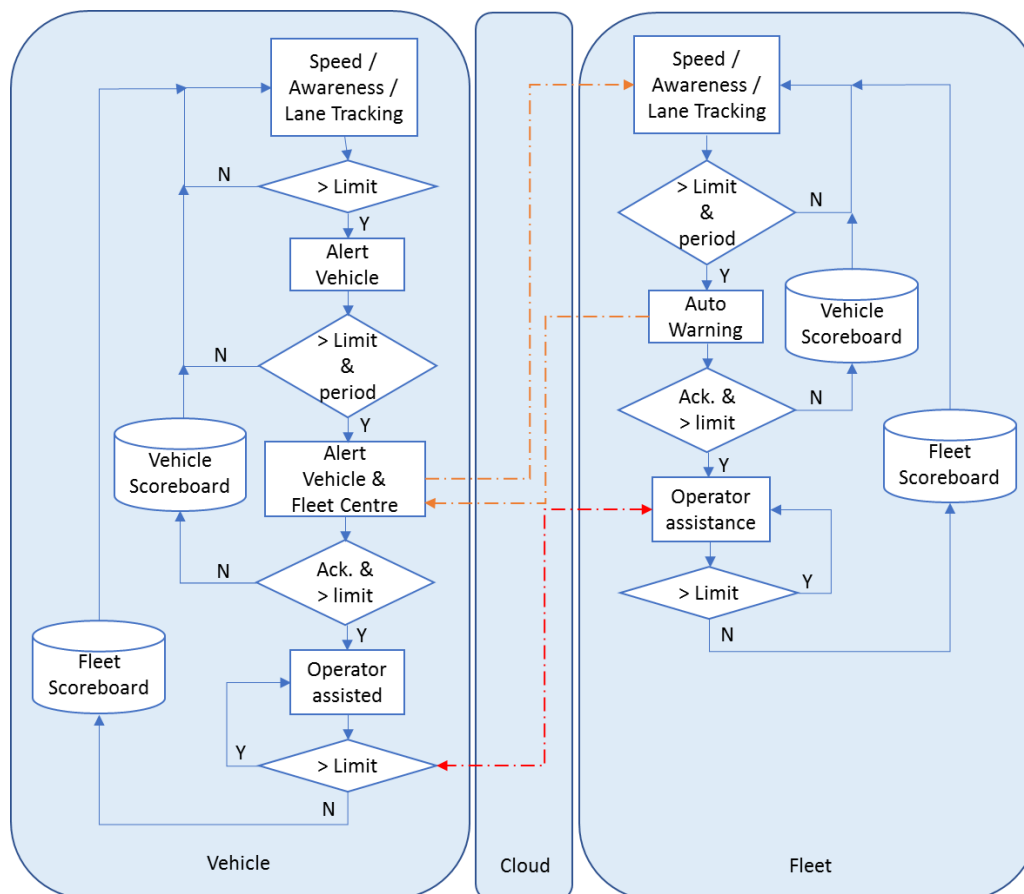 Speed /
Awareness /
Lane Tracking
N
> Limit
Y
Alert
Vehicle
N
> Limit
&
period
Y
Vehicle
Scoreboard
Alert
Vehicle &
Fleet Centre
N
Ack. &
> limit
Y
Fleet
Scoreboard
Operator
assisted
Y
> Limit
N
Vehicle
Cloud
Speed /
Awareness /
Lane Tracking
> Limit
&
period
N
Y
Auto
Warning
Vehicle
Scoreboard
Ack. &
> limit
N
Y
Fleet
Scoreboard
Operator
assistance
> Limit
Y
N
Fleet